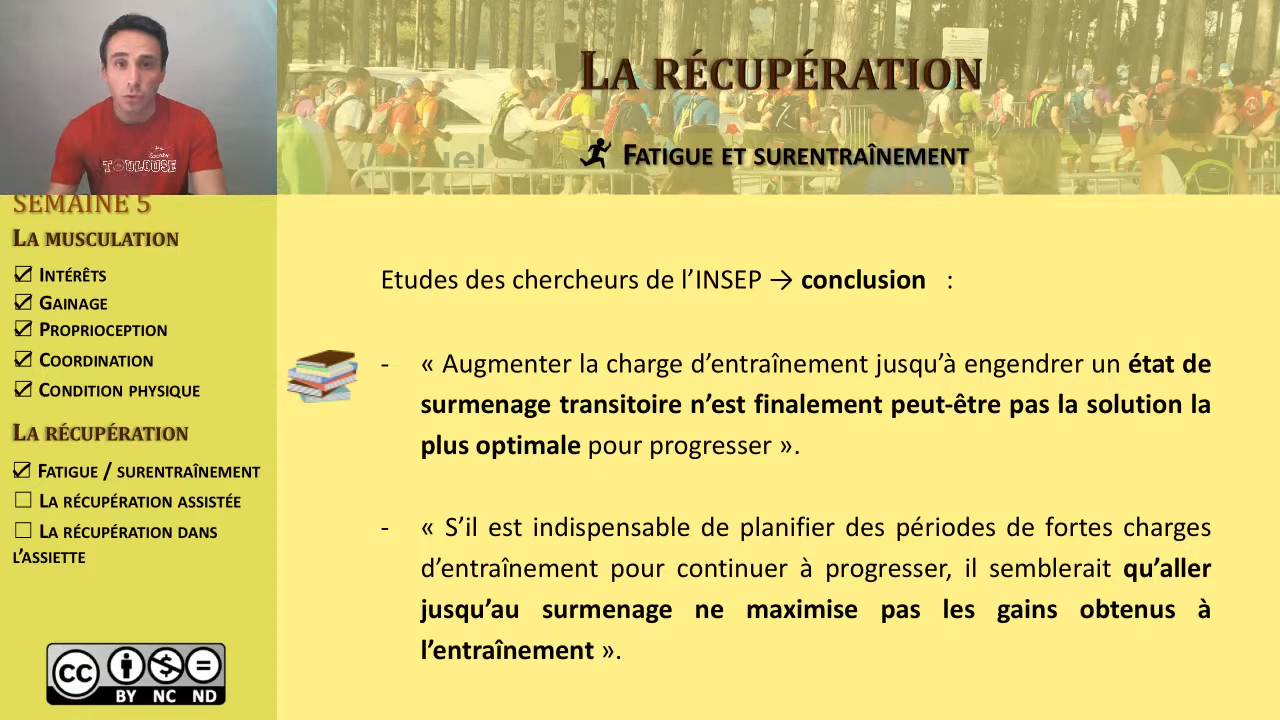 LA RÉCUPÉRATION
FATIGUE ET SURENTRAÎNEMENT
TOULOUSE
SEMAINE 5
LA MUSCULATION
☑ INTÉRÊTS
☑ GAINAGE
☑ PROPRIOCEPTION
☑ COORDINATION
☑ CONDITION PHYSIQUE
LA RÉCUPÉRATION
☑ FATIGUE / SURENTRAÎNEMENT
☐ LA RÉCUPÉRATION ASSISTÉE
☐ LA RÉCUPÉRATION DANS
L’ASSIETTE
cc
BY NC ND
Etudes des chercheurs de l’INSEP → conclusion :
- « Augmenter la charge d’entraînement jusqu’à engendrer un état de
surmenage transitoire n’est finalement peut-être pas la solution la
plus optimale pour progresser ».
- « S’il est indispensable de planifier des périodes de fortes charges
d’entraînement pour continuer à progresser, il semblerait qu’aller
jusqu’au surmenage ne maximise pas les gains obtenus à
l’entraînement ».